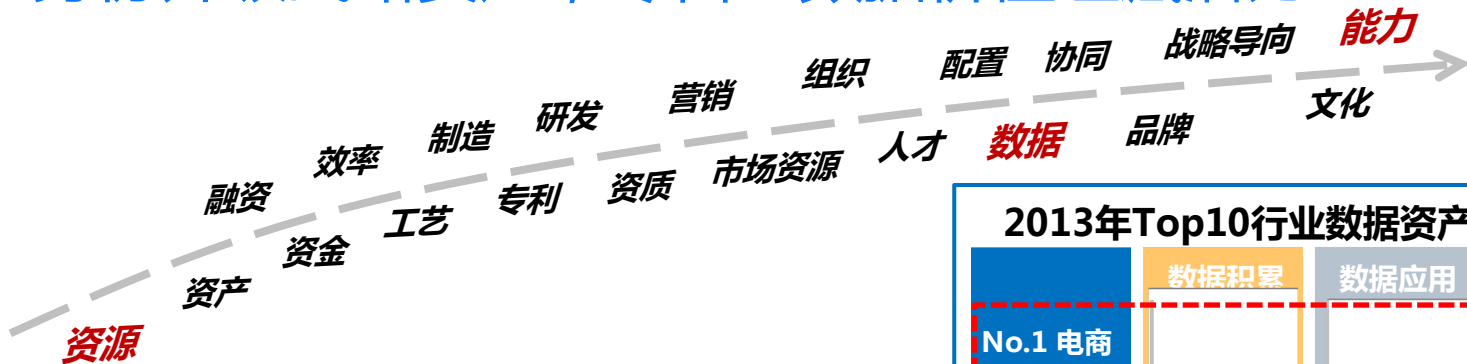 融资 效率 制造 研发 营销 组织 配置 协同 战略导向 能力
资源 资产 资金 工艺 专利 资质 市场资源 人才 数据 品牌 文化
2013年Top10行业数据资产
数据积累 数据应用
No.1 电商